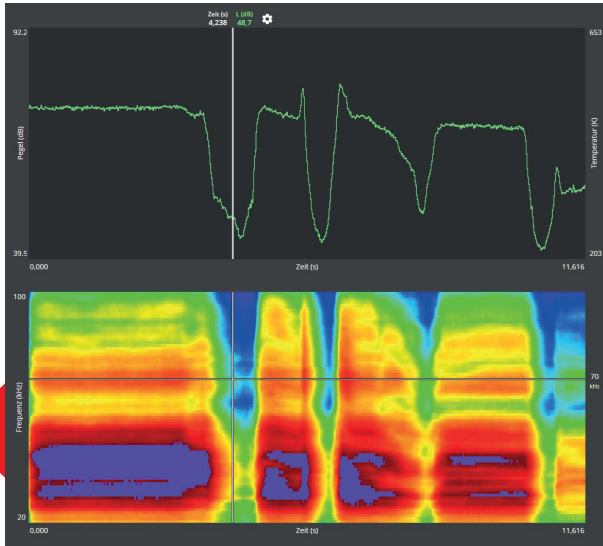 Zeit (s) L (dB)
4,238 48,7
92.2
653
Pegel (dB)
Temperatur (K)
39.5
203
0,000
Zeit (s)
11,616
100
Frequenz (kHz)
70
kHz
20
0,000
Zeit (s)
11,616